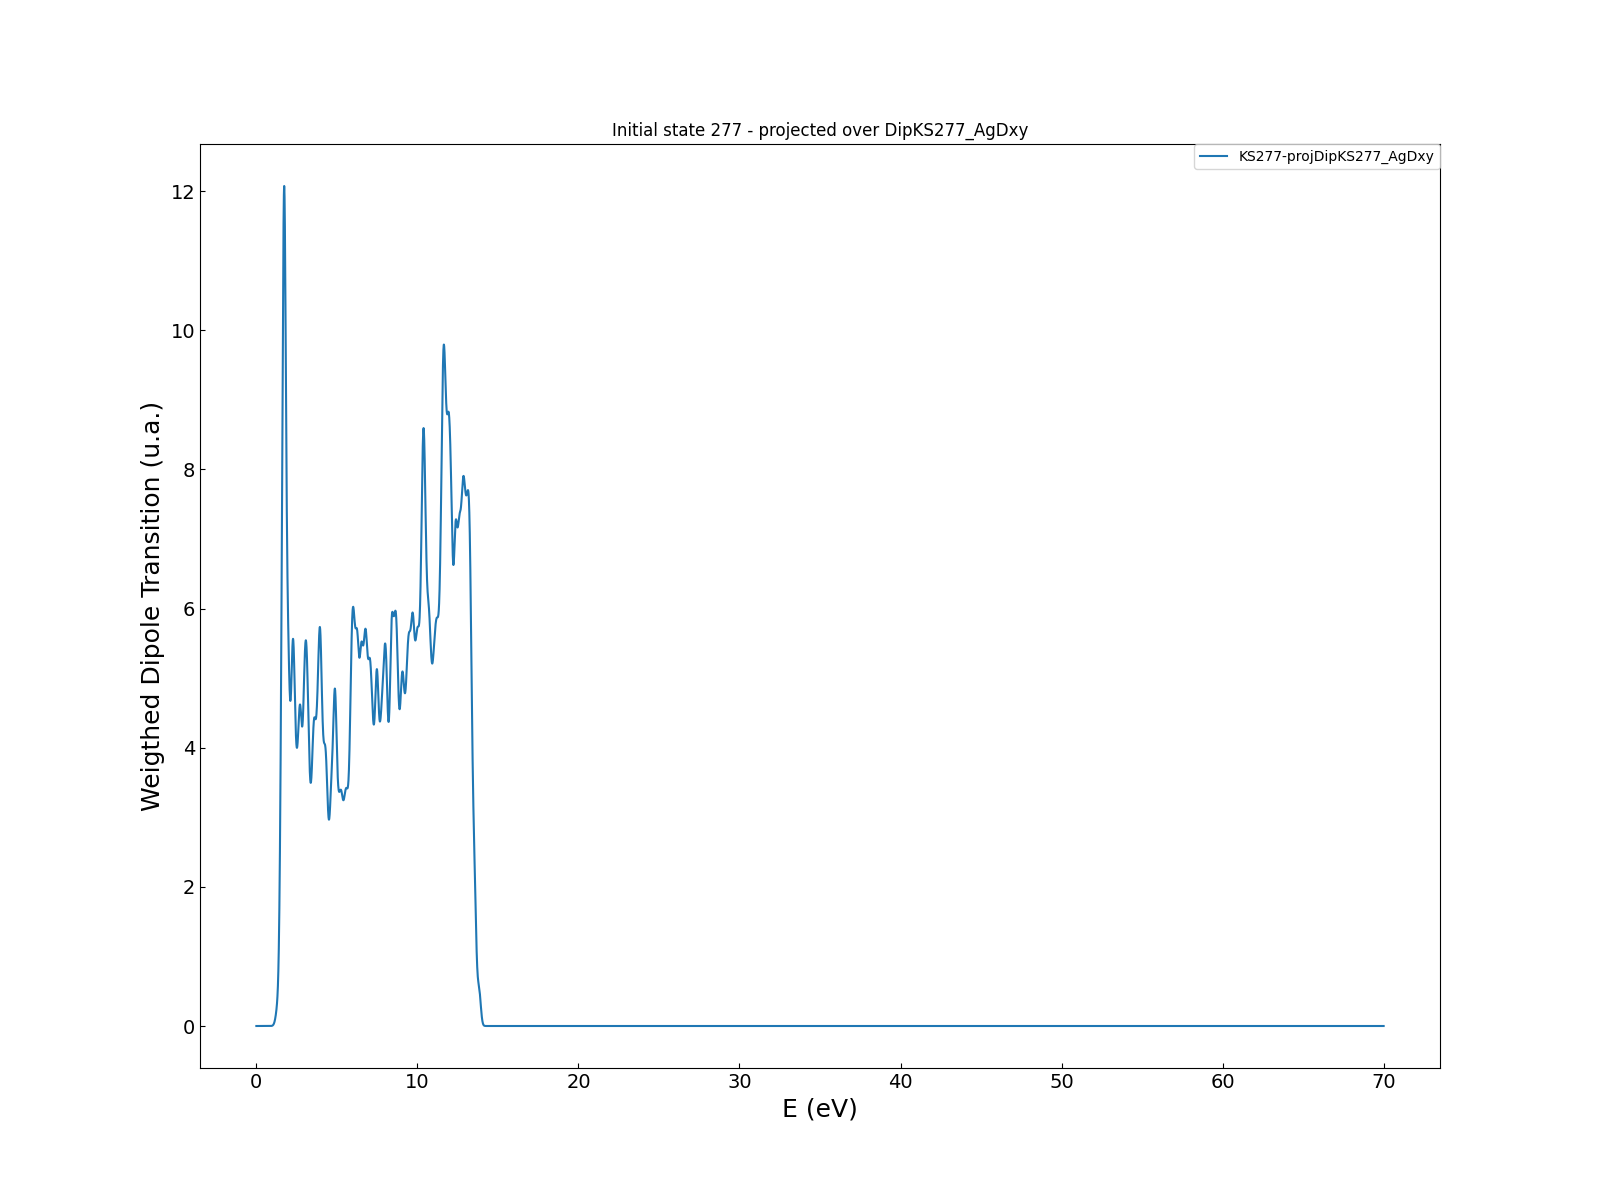 Initial state 277 - projected over DipKS277_AgDxy
KS277-projDipKS277_AgDxy
Weigthed Dipole Transition (u.a.)
12
10
8
6
4
2
0
0 10 20 30 40 50 60 70
E (eV)